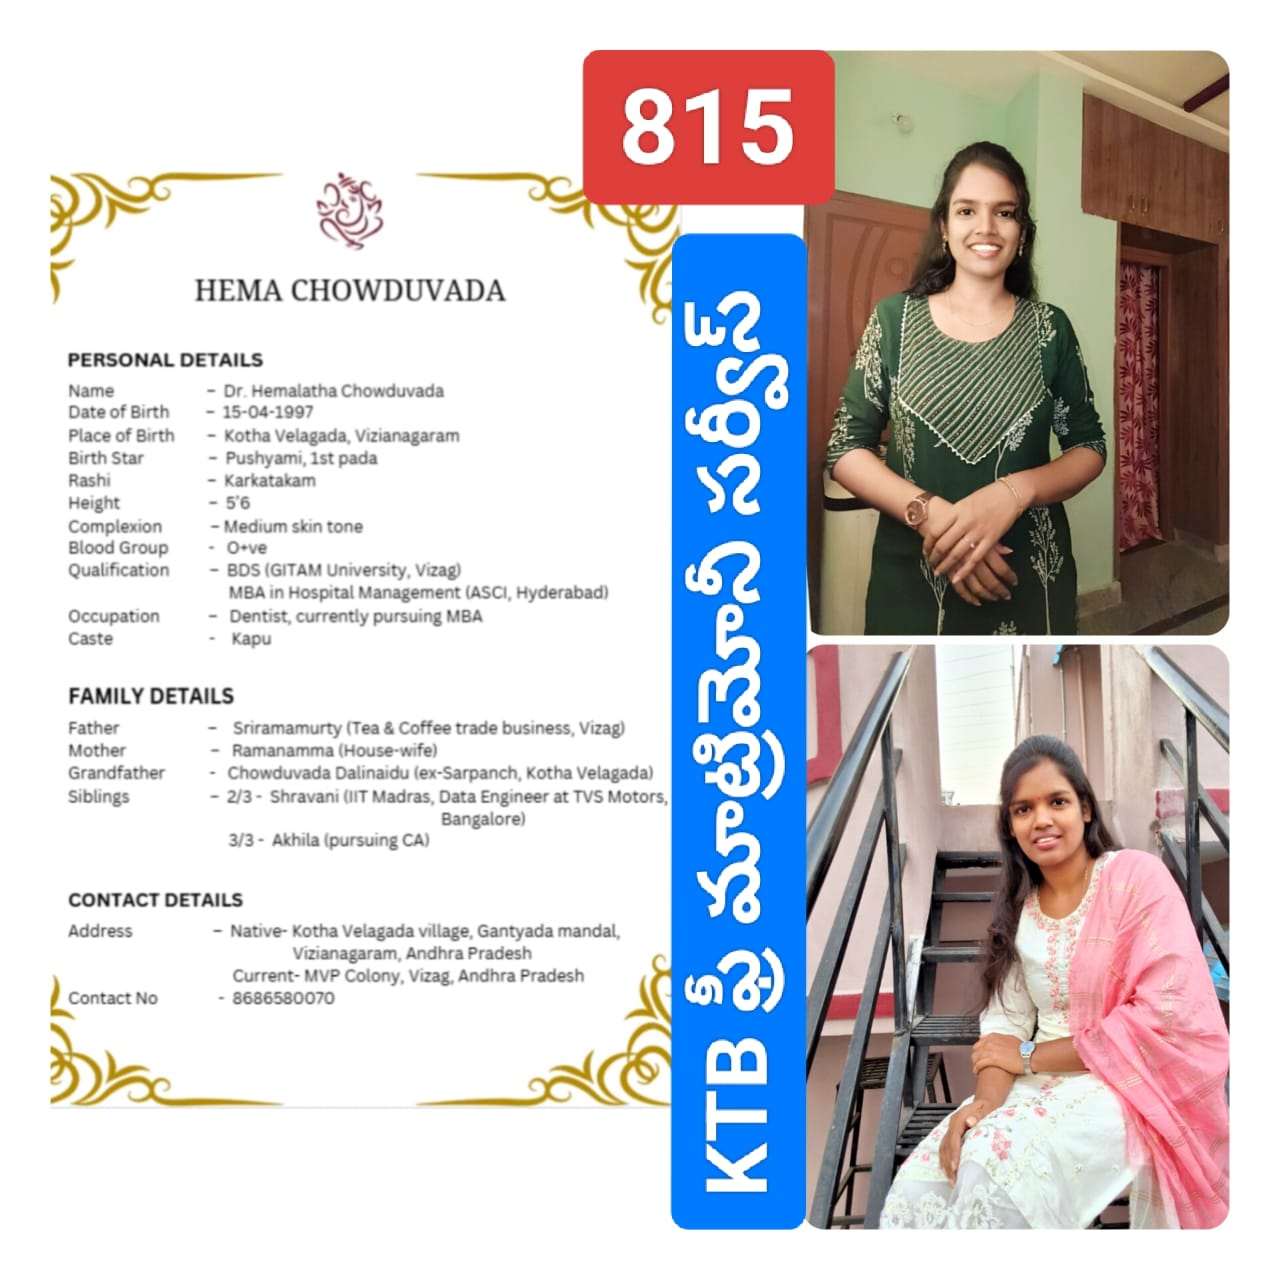 815
HEMA CHOWDUVADA
PERSONAL DETAILS
Name – Dr. Hemalatha Chowduvada
Date of Birth – 15-04-1997
Place of Birth – Kotha Velagada, Vizianagaram
Birth Star – Pushyami, 1st pada
Rashi – Karkatakam
Height – 5'6
Complexion – Medium skin tone
Blood Group - O+ve
Qualification – BDS (GITAM University, Vizag)
MBA in Hospital Management (ASCI, Hyderabad)
Occupation – Dentist, currently pursuing MBA
Caste - Kapu
FAMILY DETAILS
Father – Sriramamurty (Tea & Coffee trade business, Vizag)
Mother – Ramanamma (House-wife)
Grandfather - Chowduvada Dalinaidu (ex-Sarpanch, Kotha Velagada)
Siblings – 2/3 - Shravani (IIT Madras, Data Engineer at TVS Motors,
Bangalore)
3/3 - Akhila (pursuing CA)
CONTACT DETAILS
Address – Native- Kotha Velagada village, Gantyada mandal,
Vizianagaram, Andhra Pradesh
Current- MVP Colony, Vizag, Andhra Pradesh
Contact No - 8686580070
KTB ఫ్రీ మాట్రిమోనీ సర్వీస్